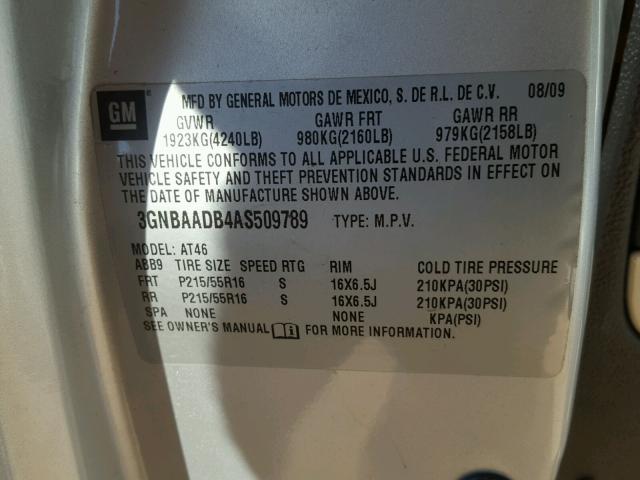 GM ®
MFD BY GENERAL MOTORS DE MEXICO, S. DE R.L. DE C.V. 08/09
GVWR GAWR FRT GAWR RR
1923KG(4240LB) 980KG(2160LB) 979KG(2158LB)
THIS VEHICLE CONFORMS TO ALL APPLICABLE U.S. FEDERAL MOTOR
VEHICLE SAFETY AND THEFT PREVENTION STANDARDS IN EFFECT ON
THE DATE OF MANUFACTURE SHOWN ABOVE.
3GNBAADB4AS509789 TYPE: M.P.V.
MODEL: AT46
ABB9 TIRE SIZE SPEED RTG RIM COLD TIRE PRESSURE
FRT P215/55R16 S 16X6.5J 210KPA(30PSI)
RR P215/55R16 S 16X6.5J 210KPA(30PSI)
SPA NONE NONE KPA(PSI)
SEE OWNER'S MANUAL FOR MORE INFORMATION.